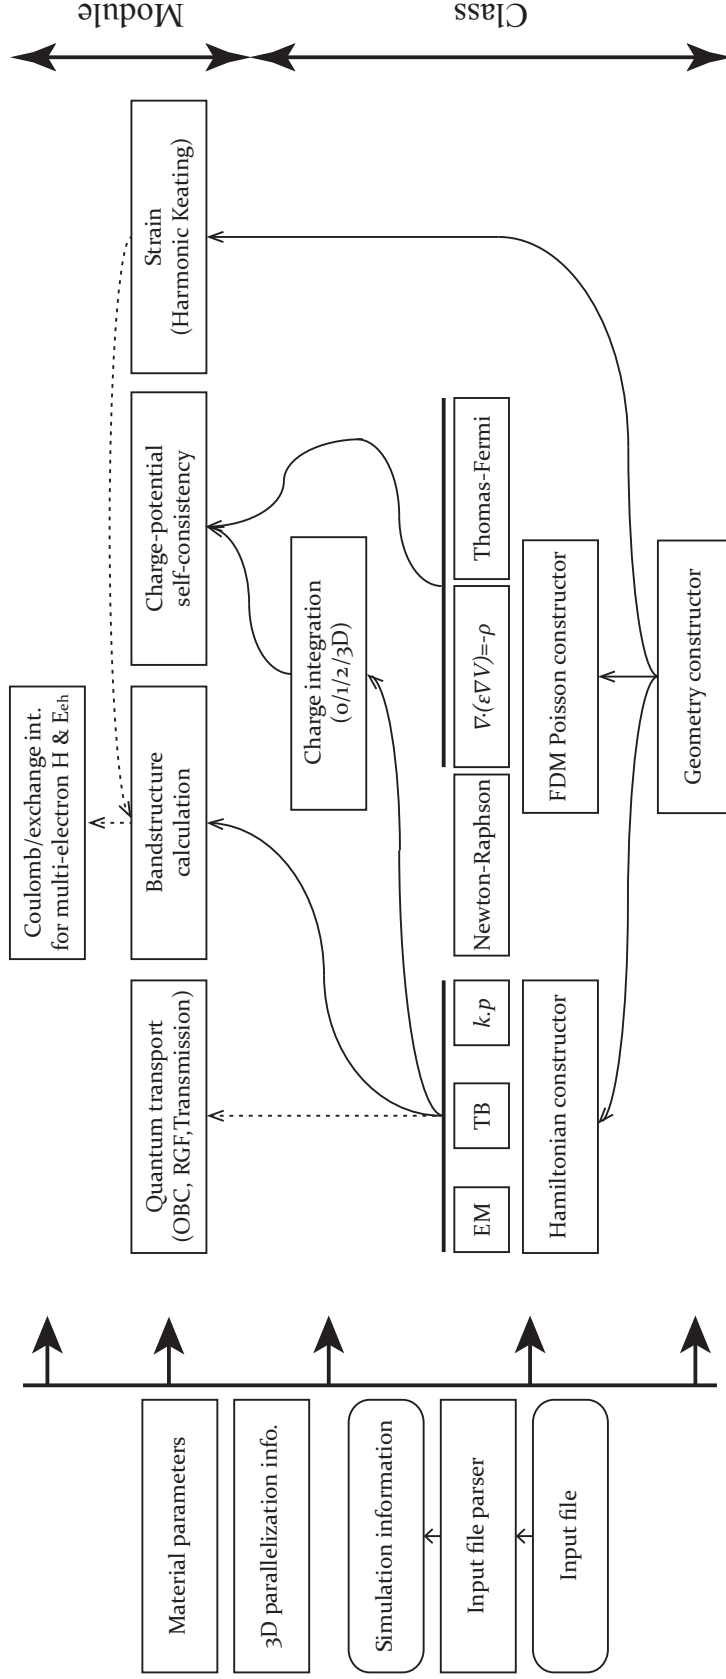 Coulomb/exchange int.
for multi-electron H & Eeh
Module
Material parameters
Quantum transport
(OBC, RGF,Transmission)
Bandstructure
calculation
Charge-potential
self-consistency
Strain
(Harmonic Keating)
3D parallelization info.
Charge integration
(0/1/2/3D)
Simulation information
Class
Input file parser
EM
TB
k.p
Newton-Raphson
∇·(ε∇V)=-ρ
Thomas-Fermi
Input file
Hamiltonian constructor
FDM Poisson constructor
Geometry constructor